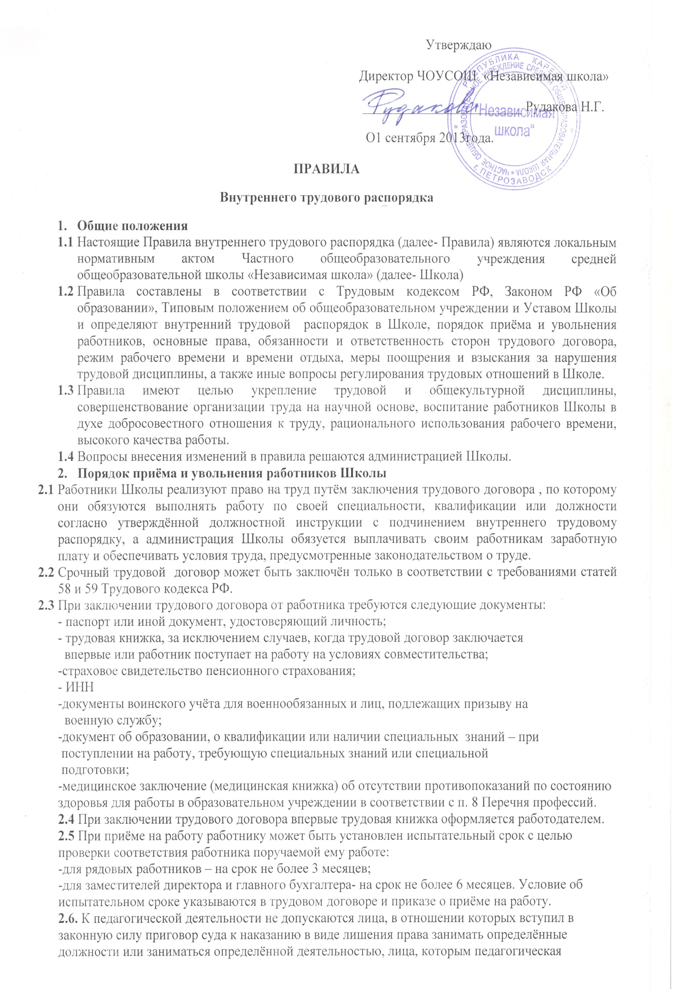 Утверждаю
Директор ЧОУСОШ «Независимая школа»
Рудакова Рудакова Н.Г.
О1 сентября 2013года.
РЕСПУБЛИКА КАРЕЛИЯ
* г. ПЕТРОЗАВОДСК *
* ЧАСТНОЕ ОБЩЕОБРАЗОВАТЕЛЬНОЕ УЧРЕЖДЕНИЕ СРЕДНЯЯ ОБЩЕОБРАЗОВАТЕЛЬНАЯ ШКОЛА
"Независимая
школа“
ПРАВИЛА
Внутреннего трудового распорядка
1. Общие положения
1.1 Настоящие Правила внутреннего трудового распорядка (далее- Правила) являются локальным
нормативным актом Частного общеобразовательного учреждения средней
общеобразовательной школы «Независимая школа» (далее- Школа)
1.2 Правила составлены в соответствии с Трудовым кодексом РФ, Законом РФ «Об
образовании», Типовым положением об общеобразовательном учреждении и Уставом Школы
и определяют внутренний трудовой распорядок в Школе, порядок приёма и увольнения
работников, основные права, обязанности и ответственность сторон трудового договора,
режим рабочего времени и времени отдыха, меры поощрения и взыскания за нарушения
трудовой дисциплины, а также иные вопросы регулирования трудовых отношений в Школе.
1.3 Правила имеют целью укрепление трудовой и общекультурной дисциплины,
совершенствование организации труда на научной основе, воспитание работников Школы в
духе добросовестного отношения к труду, рационального использования рабочего времени,
высокого качества работы.
1.4 Вопросы внесения изменений в правила решаются администрацией Школы.
2. Порядок приёма и увольнения работников Школы
2.1 Работники Школы реализуют право на труд путём заключения трудового договора , по которому
они обязуются выполнять работу по своей специальности, квалификации или должности
согласно утверждённой должностной инструкции с подчинением внутреннего трудовому
распорядку, а администрация Школы обязуется выплачивать своим работникам заработную
плату и обеспечивать условия труда, предусмотренные законодательством о труде.
2.2 Срочный трудовой договор может быть заключён только в соответствии с требованиями статей
58 и 59 Трудового кодекса РФ.
2.3 При заключении трудового договора от работника требуются следующие документы:
- паспорт или иной документ, удостоверяющий личность;
- трудовая книжка, за исключением случаев, когда трудовой договор заключается
впервые или работник поступает на работу на условиях совместительства;
-страховое свидетельство пенсионного страхования;
- ИНН
-документы воинского учёта для военнообязанных и лиц, подлежащих призыву на
военную службу;
-документ об образовании, о квалификации или наличии специальных знаний – при
поступлении на работу, требующую специальных знаний или специальной
подготовки;
-медицинское заключение (медицинская книжка) об отсутствии противопоказаний по состоянию
здоровья для работы в образовательном учреждении в соответствии с п. 8 Перечня профессий.
2.4 При заключении трудового договора впервые трудовая книжка оформляется работодателем.
2.5 При приёме на работу работнику может быть установлен испытательный срок с целью
проверки соответствия работника поручаемой ему работе:
-для рядовых работников – на срок не более 3 месяцев;
-для заместителей директора и главного бухгалтера- на срок не более 6 месяцев. Условие об
испытательном сроке указываются в трудовом договоре и приказе о приёме на работу.
2.6. К педагогической деятельности не допускаются лица, в отношении которых вступил в
законную силу приговор суда к наказанию в виде лишения права занимать определённые
должности или заниматься определённой деятельностью, лица, которым педагогическая